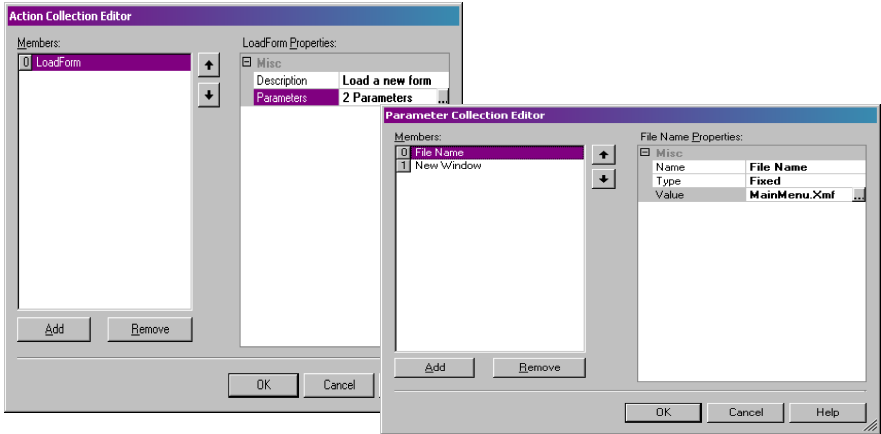 Action Collection Editor
Members:
0 LoadForm
LoadForm Properties:
Misc
Description Load a new form
Parameters 2 Parameters ...
Add Remove
OK Cancel
Parameter Collection Editor
Members:
0 File Name
1 New Window
File Name Properties:
Misc
Name File Name
Type Fixed
Value MainMenu.Xmf ...
Add Remove
OK Cancel Help